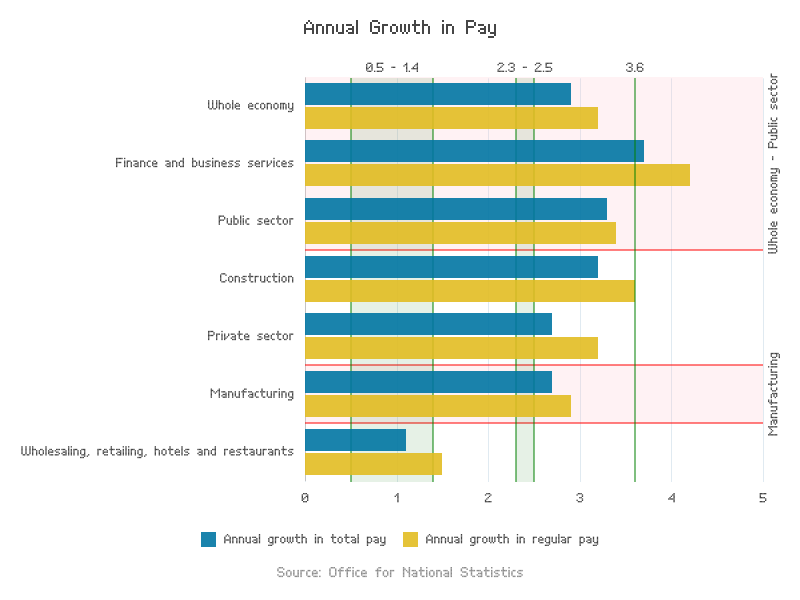 Annual Growth in Pay
0.5 - 1.4
2.3 - 2.5
3.6
Whole economy
Finance and business services
Public sector
Construction
Private sector
Manufacturing
Wholesaling, retailing, hotels and restaurants
Whole economy - Public sector
Manufacturing
0 1 2 3 4 5
Annual growth in total pay
Annual growth in regular pay
Source: Office for National Statistics